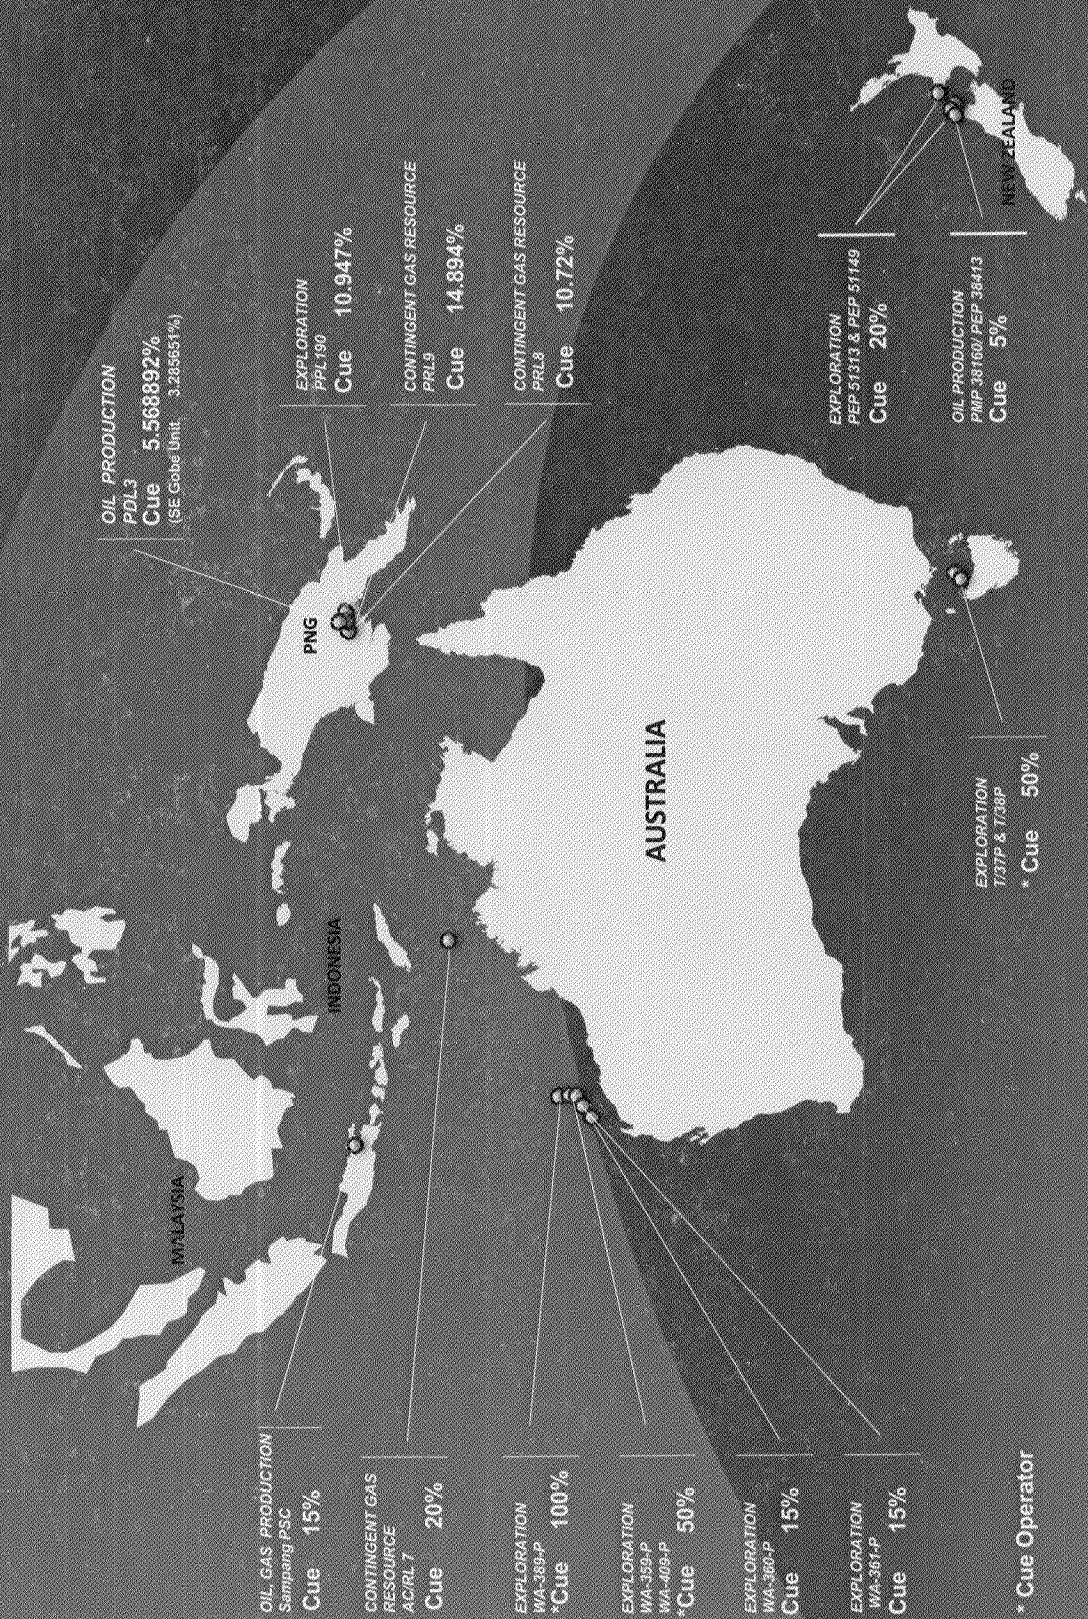 OIL, GAS PRODUCTION
Sampang PSC
Cue 15%
CONTINGENT GAS
RESOURCE
AC/RL 7
Cue 20%
EXPLORATION
WA-389-P
*Cue 100%
EXPLORATION
WA-359-P
WA-409-P
*Cue 50%
EXPLORATION
WA-360-P
Cue 15%
EXPLORATION
WA-361-P
Cue 15%
* Cue Operator
MALAYSIA
INDONESIA
PNG
AUSTRALIA
NEW ZEALAND
OIL PRODUCTION
PDL3
Cue 5.568892%
(SE Gobe Unit. 3.285651%)
EXPLORATION
PPL190
Cue 10.947%
CONTINGENT GAS RESOURCE
PRL9
Cue 14.894%
CONTINGENT GAS RESOURCE
PRL8
Cue 10.72%
EXPLORATION
PEP 51313 & PEP 51149
Cue 20%
OIL PRODUCTION
PMP 38160/ PEP 38413
Cue 5%
EXPLORATION
T/37P & T/38P
* Cue 50%